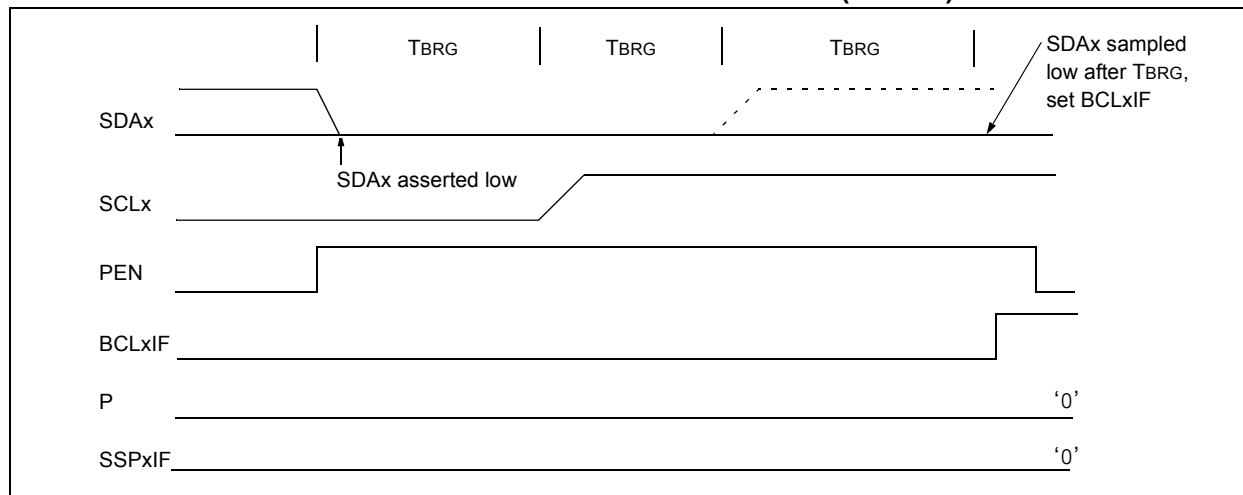 TBRG TBRG TBRG
SDAx sampled
low after TBRG,
set BCLxIF
SDAx
SDAx asserted low
SCLx
PEN
BCLxIF
P ‘0’
SSPxIF ‘0’